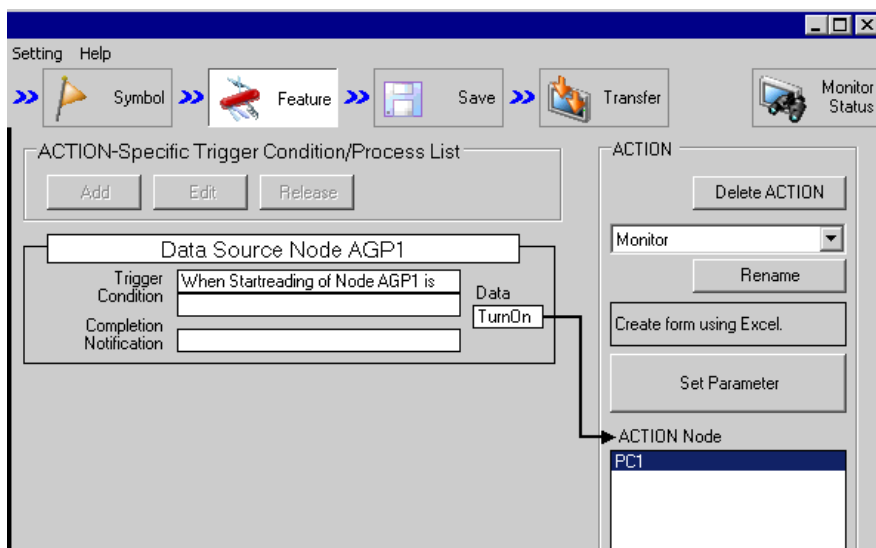 Setting Help
Symbol
Feature
Save
Transfer
Monitor
Status
ACTION-Specific Trigger Condition/Process List
Add
Edit
Release
Data Source Node AGP1
Trigger
Condition
When Startreading of Node AGP1 is
Completion
Notification
Data
TurnOn
ACTION
Delete ACTION
Monitor
Rename
Create form using Excel.
Set Parameter
ACTION Node
PC1